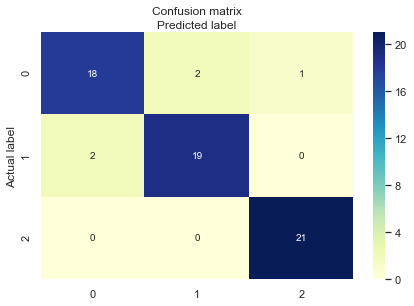 Confusion matrix
Predicted label
Actual label
0 18 2 1
1 2 19 0
2 0 0 21
0 1 2
20
16
12
8
4
0